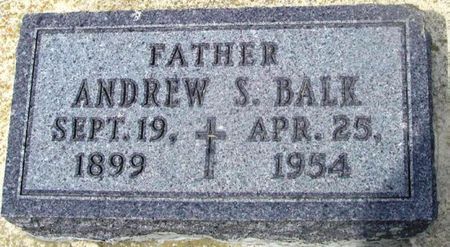 FATHER
ANDREW S. BALK
SEPT. 19, APR. 25,
1899 1954